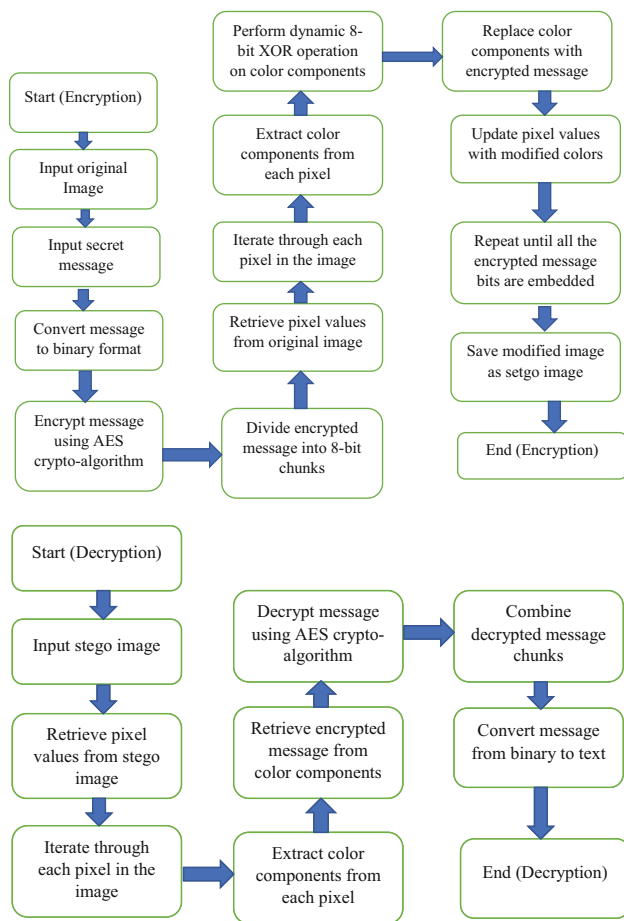 Start (Encryption)
Input original
Image
Input secret
message
Convert message
to binary format
Encrypt message
using AES
crypto-algorithm
Divide encrypted
message into 8-bit
chunks
Retrieve pixel values
from original image
Iterate through each
pixel in the image
Extract color
components from
each pixel
Perform dynamic 8-
bit XOR operation
on color components
Replace color
components with
encrypted message
Update pixel values
with modified colors
Repeat until all the
encrypted message
bits are embedded
Save modified image
as setgo image
End (Encryption)
Start (Decryption)
Input stego image
Retrieve pixel
values from stego
image
Iterate through
each pixel in the
image
Extract color
components from
each pixel
Retrieve encrypted
message from
color components
Decrypt message
using AES crypto-
algorithm
Combine
decrypted message
chunks
Convert message
from binary to text
End (Decryption)